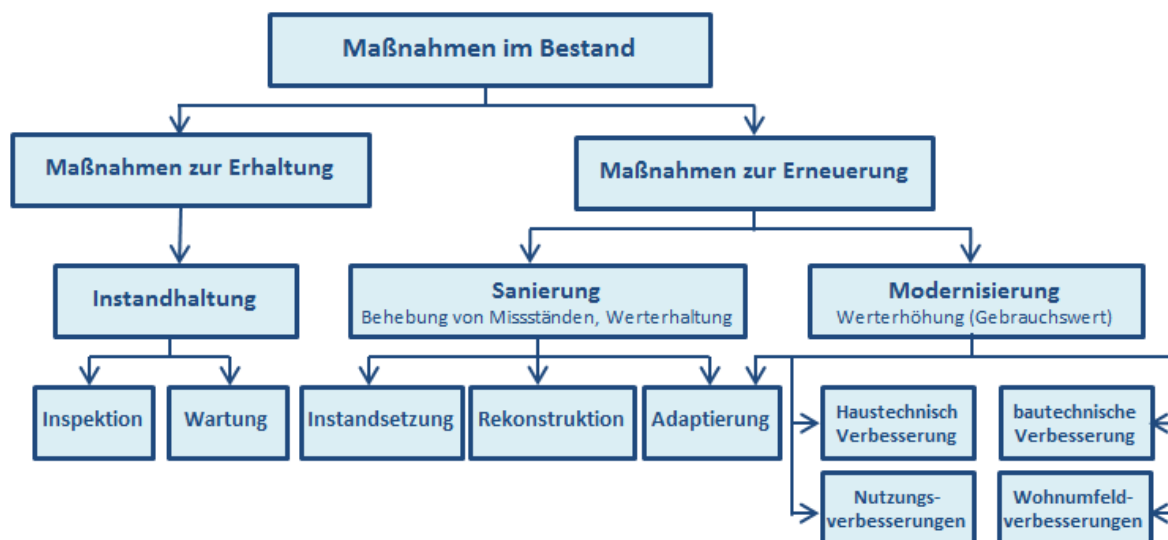 Maßnahmen im Bestand
Maßnahmen zur Erhaltung
Maßnahmen zur Erneuerung
Instandhaltung
Sanierung
Behebung von Missständen, Werterhaltung
Modernisierung
Werterhöhung (Gebrauchswert)
Inspektion
Wartung
Instandsetzung
Rekonstruktion
Adaptierung
Haustechnisch
Verbesserung
bautechnische
Verbesserung
Nutzungs-
verbesserungen
Wohnumfeld-
verbesserungen